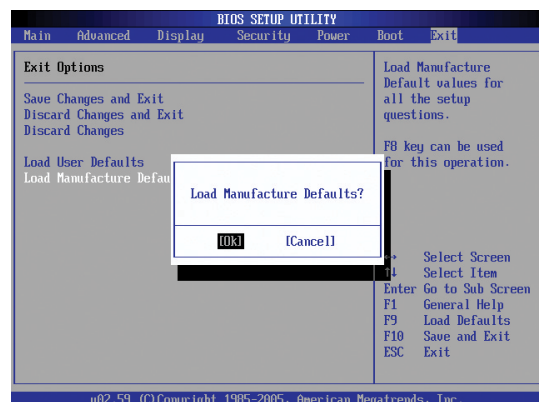 BIOS SETUP UTILITY
Main Advanced Display Security Power Boot Exit
Exit Options
Save Changes and Exit
Discard Changes and Exit
Discard Changes
Load User Defaults
Load Manufacture Defau
Load Manufacture Defaults?
[Ok] [Cancel]
Load Manufacture
Default values for
all the setup
questions.
F8 key can be used
for this operation.
↔ Select Screen
↑↓ Select Item
Enter Go to Sub Screen
F1 General Help
F9 Load Defaults
F10 Save and Exit
ESC Exit
v02.59 (C)Copyright 1985-2005, American Megatrends, Inc.